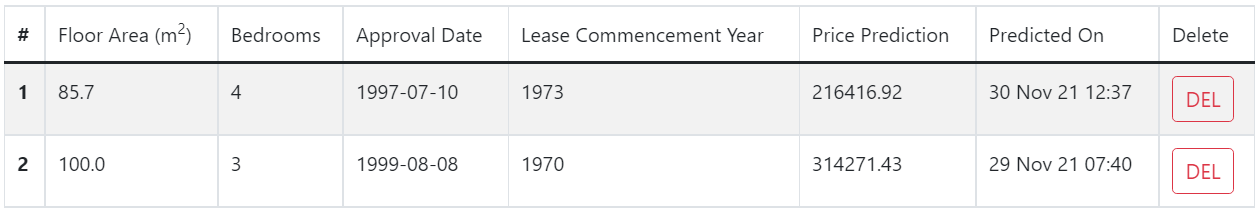 # Floor Area (m²) Bedrooms Approval Date Lease Commencement Year Price Prediction Predicted On Delete
1 85.7 4 1997-07-10 1973 216416.92 30 Nov 21 12:37 DEL
2 100.0 3 1999-08-08 1970 314271.43 29 Nov 21 07:40 DEL